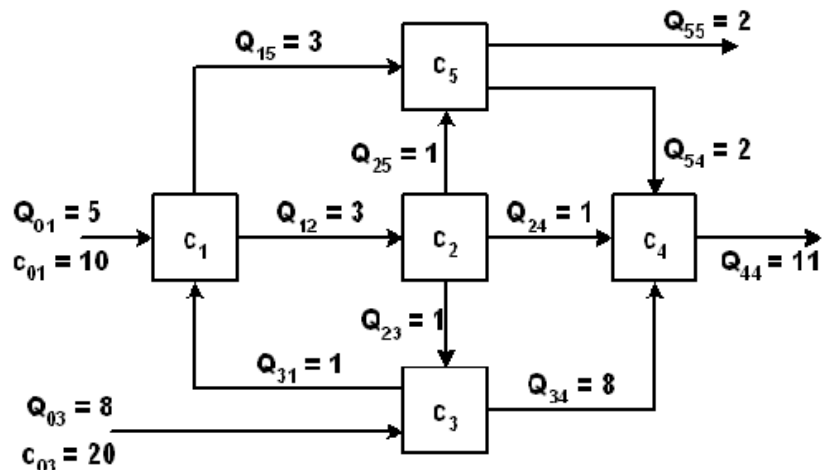 Q₅₅ = 2
Q₁₅ = 3
c₅
Q₂₅ = 1
Q₅₄ = 2
Q₀₁ = 5
Q₁₂ = 3
Q₂₄ = 1
c₁
c₂
c₄
c₀₁ = 10
Q₄₄ = 11
Q₂₃ = 1
Q₃₁ = 1
Q₃₄ = 8
Q₀₃ = 8
c₃
c₀₃ = 20